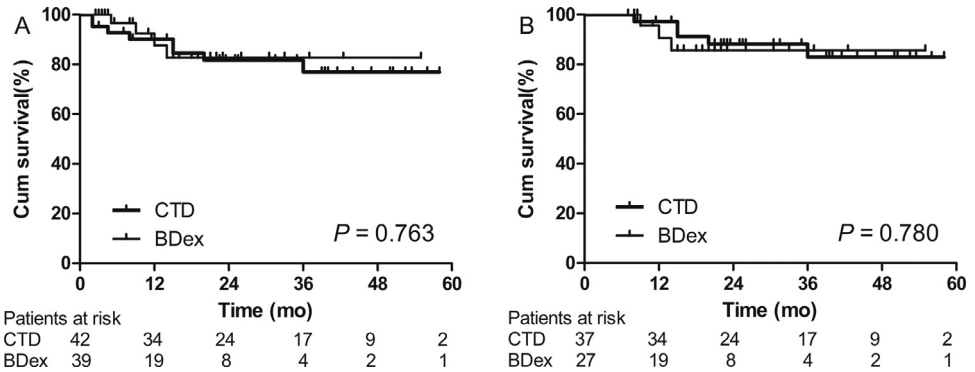 A
Cum survival(%)
100
80
60
40
20
0
CTD
BDex
P = 0.763
0 12 24 36 48 60
Time (mo)
Patients at risk
CTD 42 34 24 17 9 2
BDex 39 19 8 4 2 1
B
Cum survival(%)
100
80
60
40
20
0
CTD
BDex
P = 0.780
0 12 24 36 48 60
Time (mo)
Patients at risk
CTD 37 34 24 17 9 2
BDex 27 19 8 4 2 1